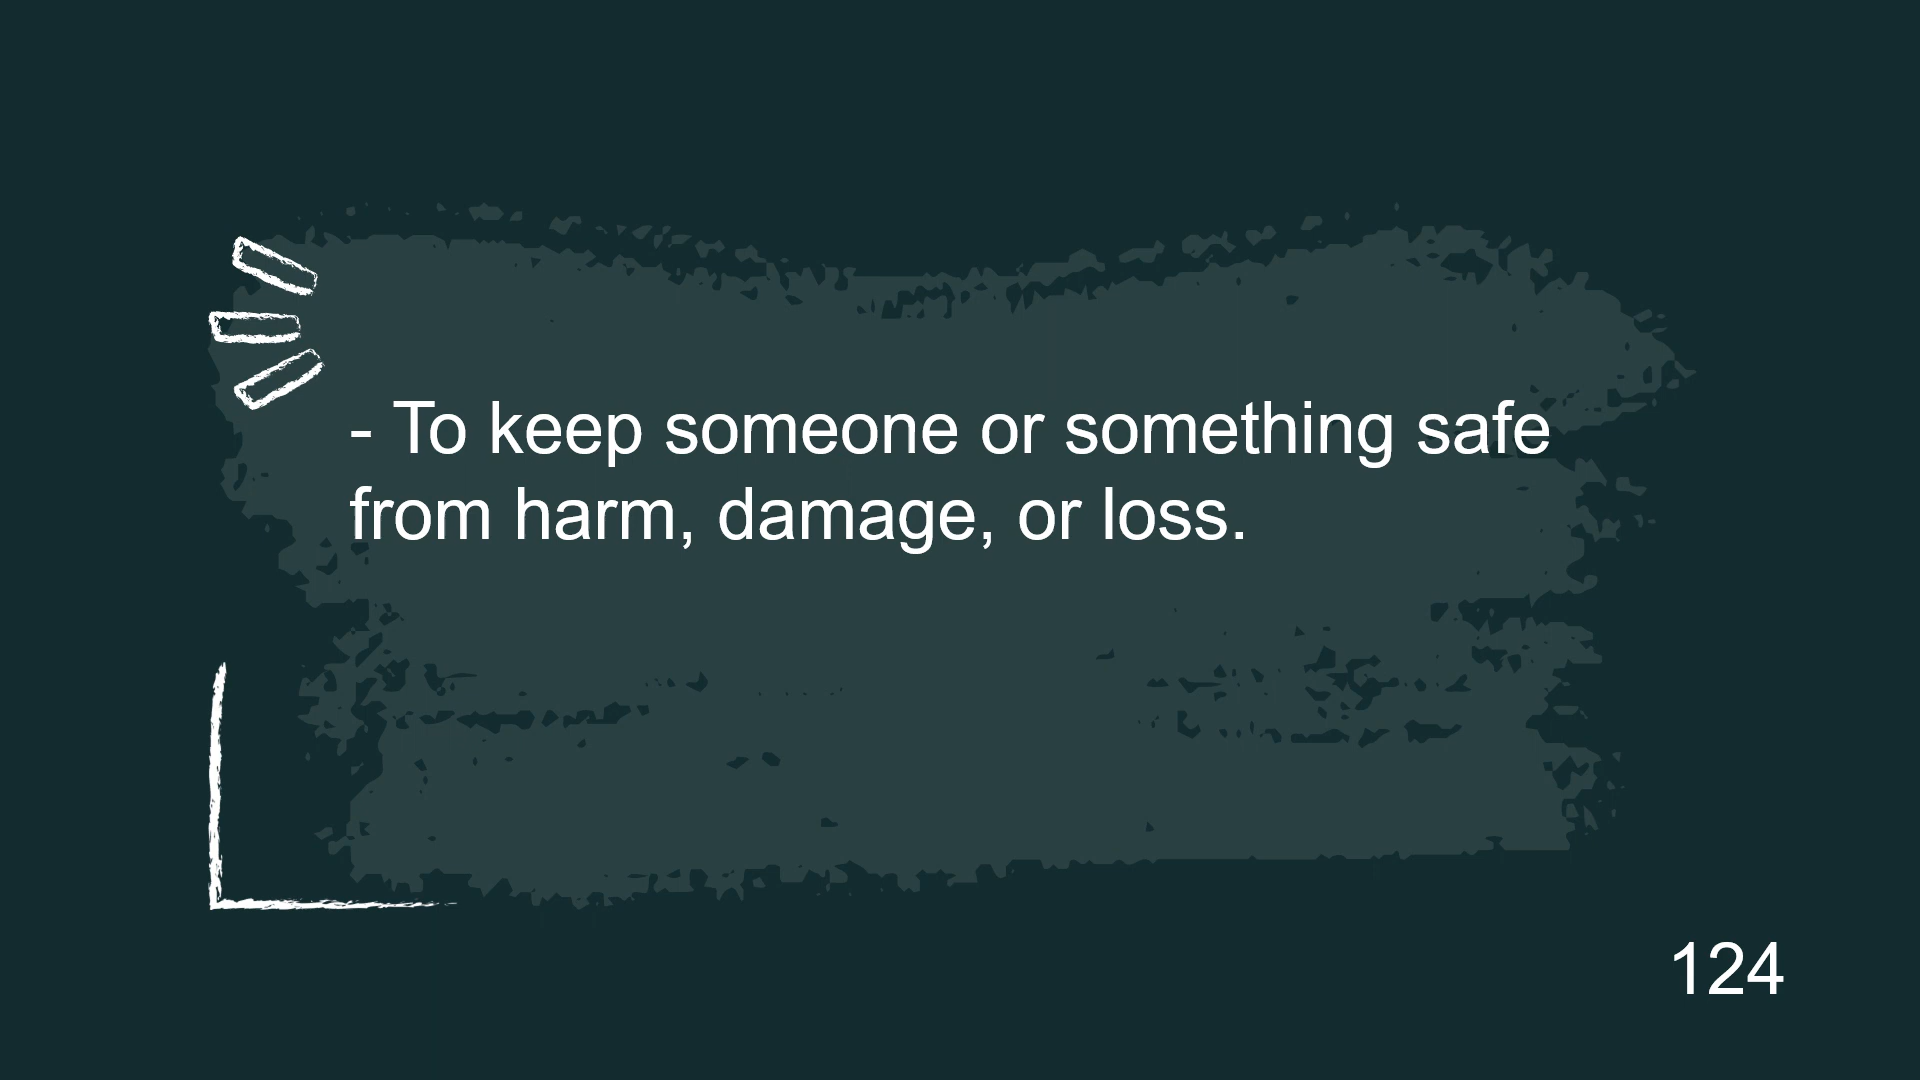 - To keep someone or something safe
from harm, damage, or loss.
124